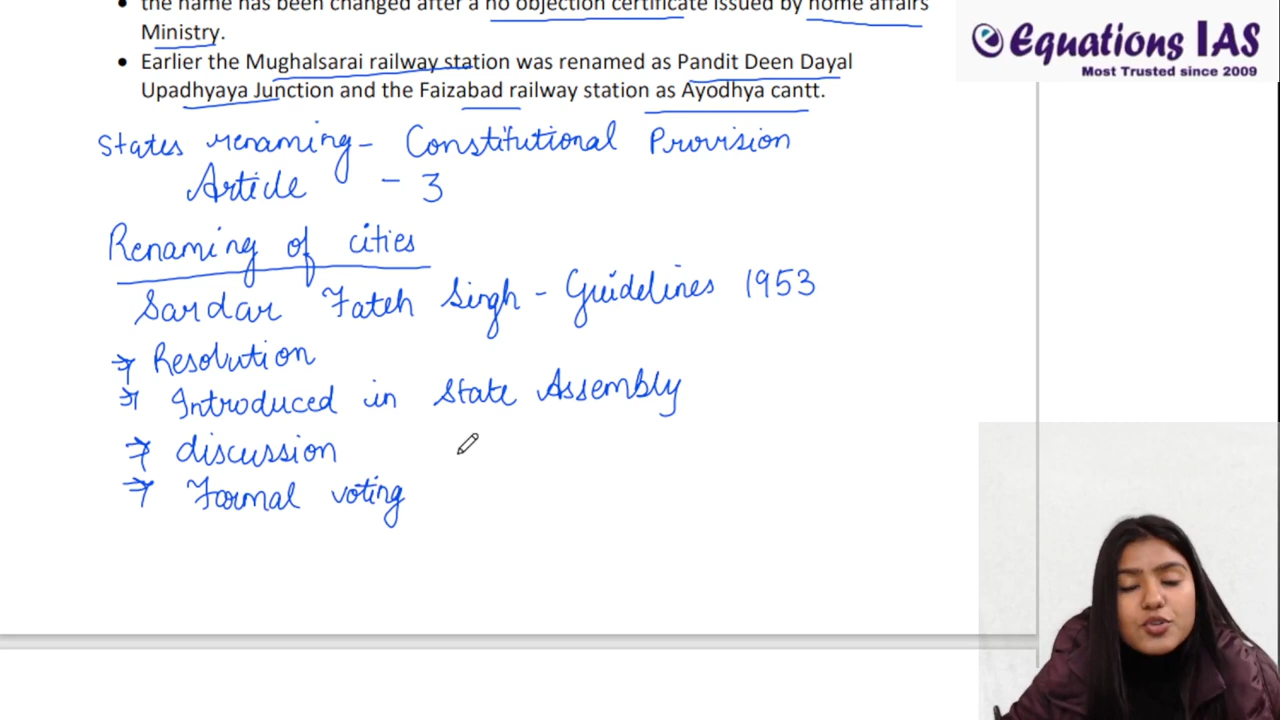 • the name has been changed after a no objection certificate issued by home affairs
Ministry.
• Earlier the Mughalsarai railway station was renamed as Pandit Deen Dayal
Upadhyaya Junction and the Faizabad railway station as Ayodhya cantt.
Equations IAS
Most Trusted since 2009
States renaming - Constitutional Provision
Article - 3
Renaming of cities
Sardar Fateh Singh - Guidelines 1953
→ Resolution
→ Introduced in State Assembly
→ discussion
→ Formal voting